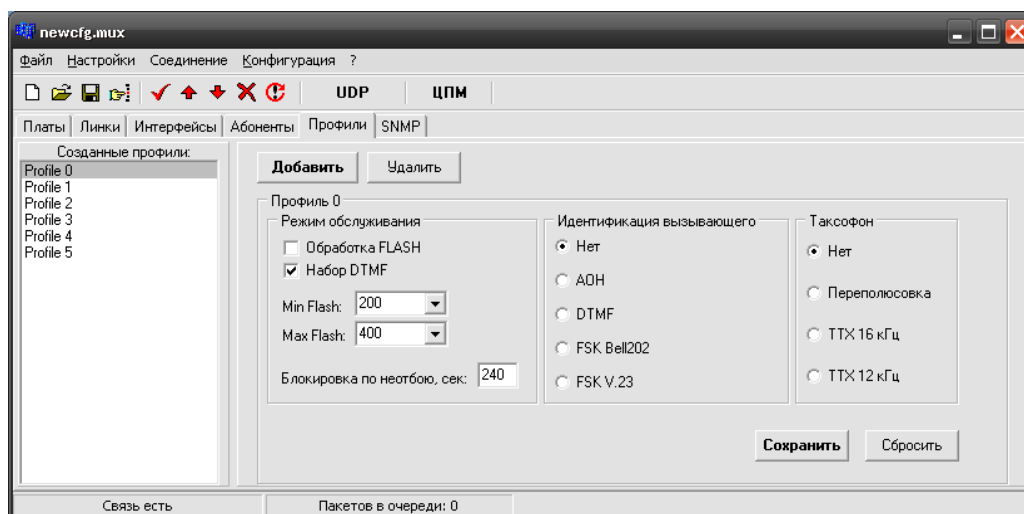 newcfg.mux
Файл Настройки Соединение Конфигурация ?
UDP ЦПМ
Платы Линки Интерфейсы Абоненты Профили SNMP
Созданные профили:
Profile 0
Profile 1
Profile 2
Profile 3
Profile 4
Profile 5
Добавить Удалить
Профиль 0
Режим обслуживания
Обработка FLASH
Набор DTMF
Min Flash: 200
Max Flash: 400
Блокировка по неотбою, сек: 240
Идентификация вызывающего
Нет
АОН
DTMF
FSK Bell202
FSK V.23
Таксофон
Нет
Переполюсовка
ТТХ 16 кГц
ТТХ 12 кГц
Сохранить Сбросить
Связь есть Пакетов в очереди: 0